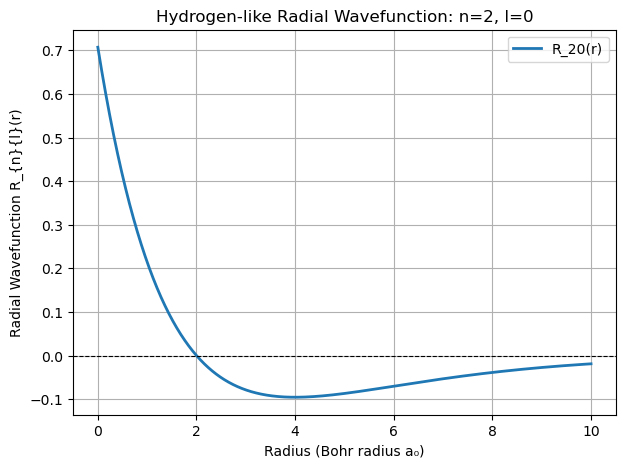 Hydrogen-like Radial Wavefunction: n=2, l=0
R_20(r)
Radial Wavefunction R_{n}{l}(r)
0.7
0.6
0.5
0.4
0.3
0.2
0.1
0.0
−0.1
0 2 4 6 8 10
Radius (Bohr radius a₀)